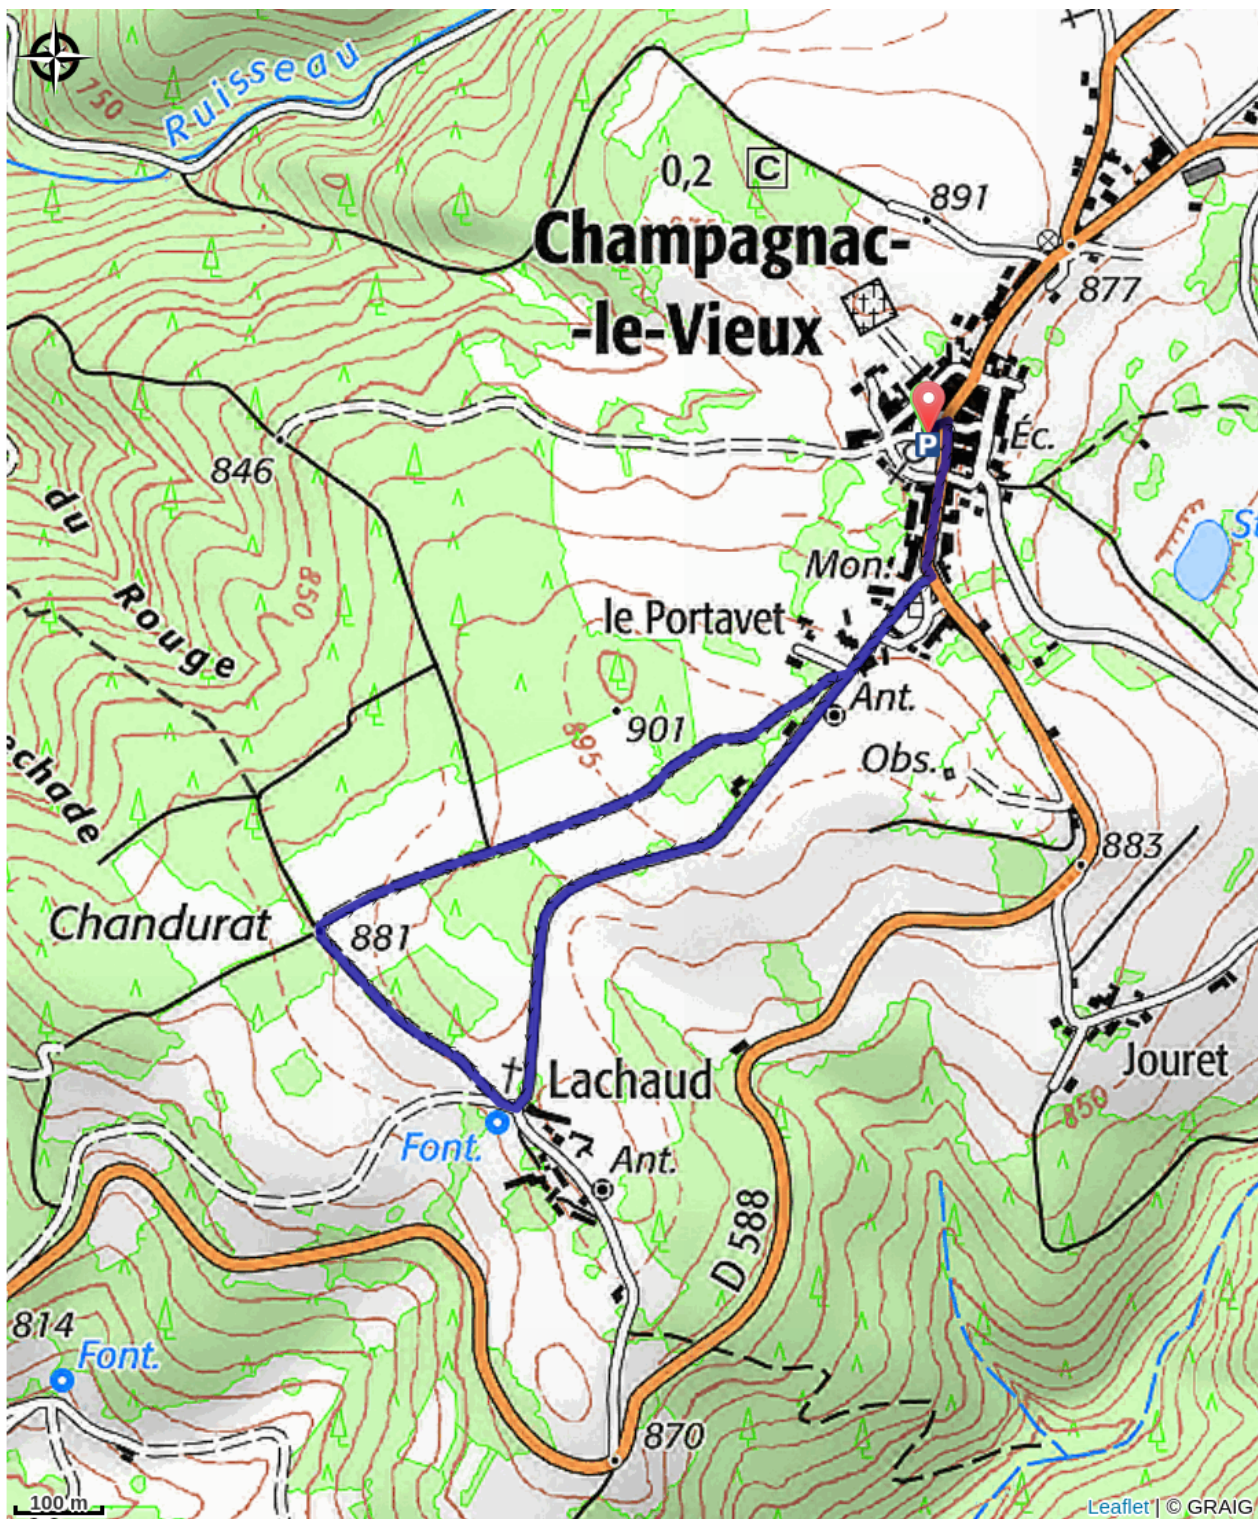 750
Ruisseau
0,2 C
891
Champagnac-
-le-Vieux
877
P
Éc.
846
du
850
Rouge
Mon.
le Portavet
Ant.
901
895
Obs.
echade
883
Chandurat
881
Lachaud
Jouret
850
Font.
Ant.
D 588
814
Font.
870
100 m
Leaflet | © GRAIG